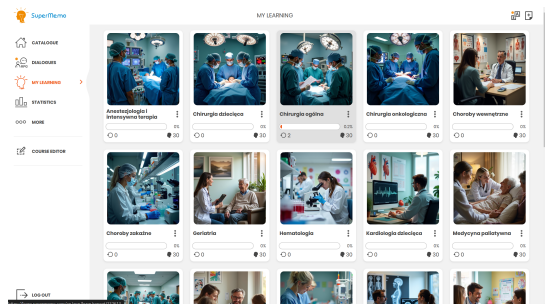 SuperMemo
MY LEARNING
CATALOGUE
DIALOGUES
MY LEARNING
STATISTICS
MORE
COURSE EDITOR
LOG OUT
Anestezjologia i
intensywna terapia
0%
0
30
Chirurgia dziecięca
0%
0
30
Chirurgia ogólna
0.2%
2
30
Chirurgia onkologiczna
0%
0
30
Choroby wewnętrzne
0%
0
30
Choroby zakaźne
0%
0
30
Geriatria
0%
0
30
Hematologia
0%
0
30
Kardiologia dziecięca
0%
0
30
Medycyna paliatywna
0%
0
30